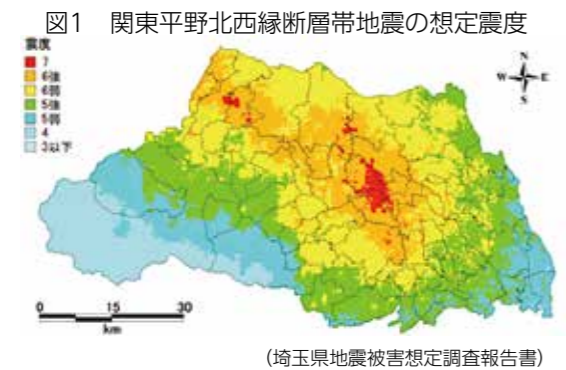 図1　関東平野北西縁断層帯地震の想定震度
震度
7
6強
6弱
5強
5弱
4
3以下
N
W E
S
0 15 30
km
(埼玉県地震被害想定調査報告書)